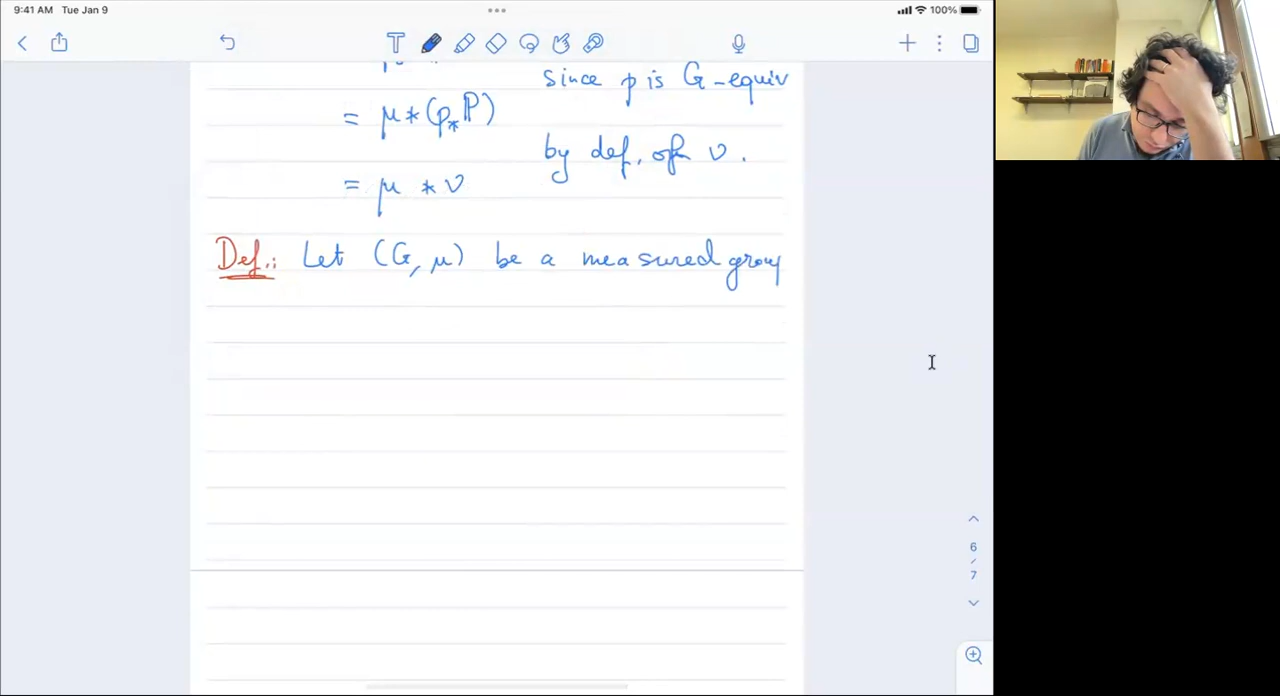 9:41 AM Tue Jan 9
100%
since p is G-equiv
= μ * (p_* ℙ)
by def. of ν.
= μ * ν
Def.: Let (G, μ) be a measured group
6
/
7